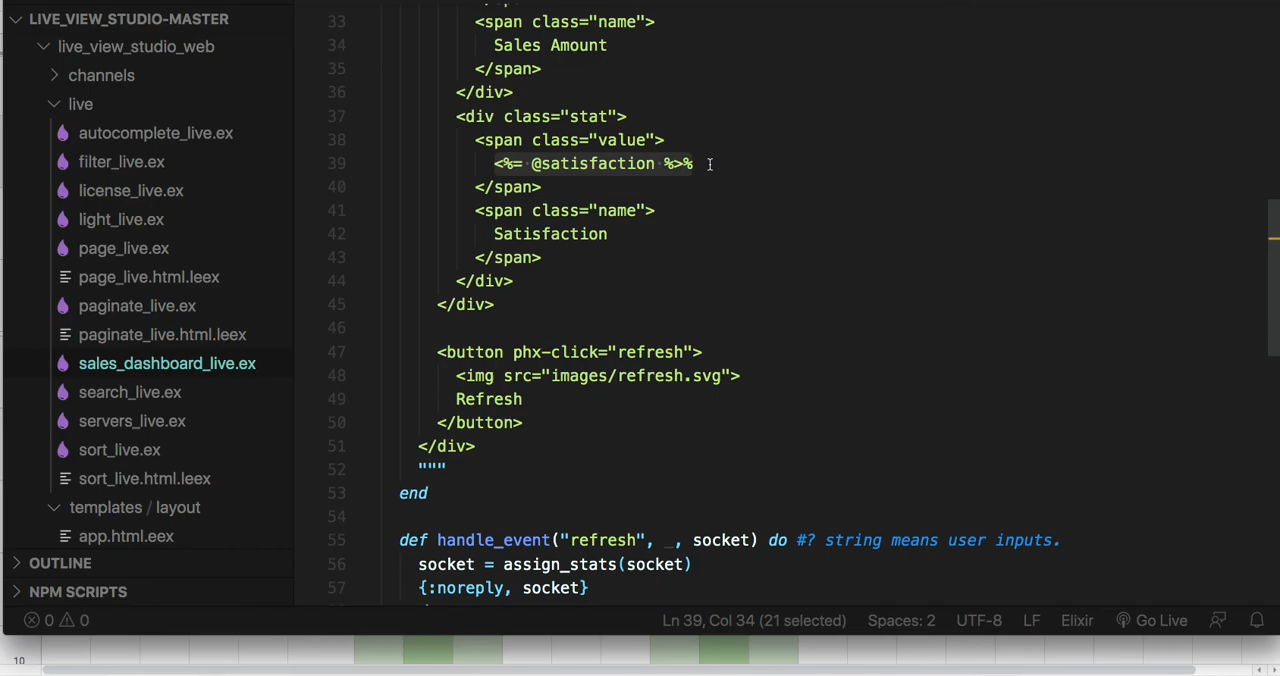 LIVE_VIEW_STUDIO-MASTER
live_view_studio_web
channels
live
autocomplete_live.ex
filter_live.ex
license_live.ex
light_live.ex
page_live.ex
page_live.html.leex
paginate_live.ex
paginate_live.html.leex
sales_dashboard_live.ex
search_live.ex
servers_live.ex
sort_live.ex
sort_live.html.leex
templates / layout
app.html.eex
OUTLINE
NPM SCRIPTS
33 <span class="name">
34 Sales Amount
35 </span>
36 </div>
37 <div class="stat">
38 <span class="value">
39 <%= @satisfaction %>%
40 </span>
41 <span class="name">
42 Satisfaction
43 </span>
44 </div>
45 </div>
46
47 <button phx-click="refresh">
48 <img src="images/refresh.svg">
49 Refresh
50 </button>
51 </div>
52 """
53 end
54
55 def handle_event("refresh", _, socket) do #? string means user inputs.
56 socket = assign_stats(socket)
57 {:noreply, socket}
0 0 Ln 39, Col 34 (21 selected) Spaces: 2 UTF-8 LF Elixir Go Live
10